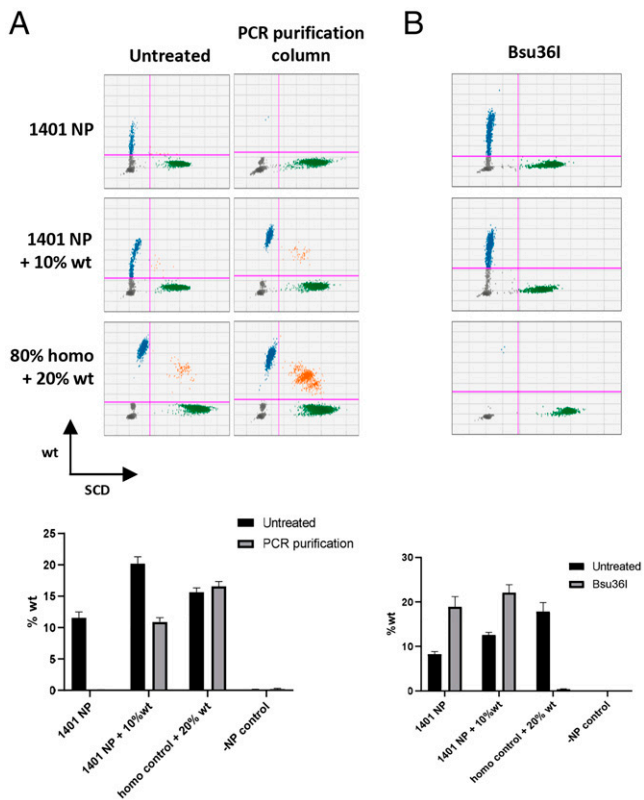 A
Untreated
PCR purification
column
1401 NP
1401 NP
+ 10% wt
80% homo
+ 20% wt
wt
SCD
B
Bsu36I
Untreated
PCR purification
% wt
25
20
15
10
5
0
1401 NP
1401 NP + 10%wt
homo control + 20% wt
-NP control
Untreated
Bsu36I
%wt
30
20
10
0
1401 NP
1401 NP + 10%wt
homo control + 20% wt
-NP control